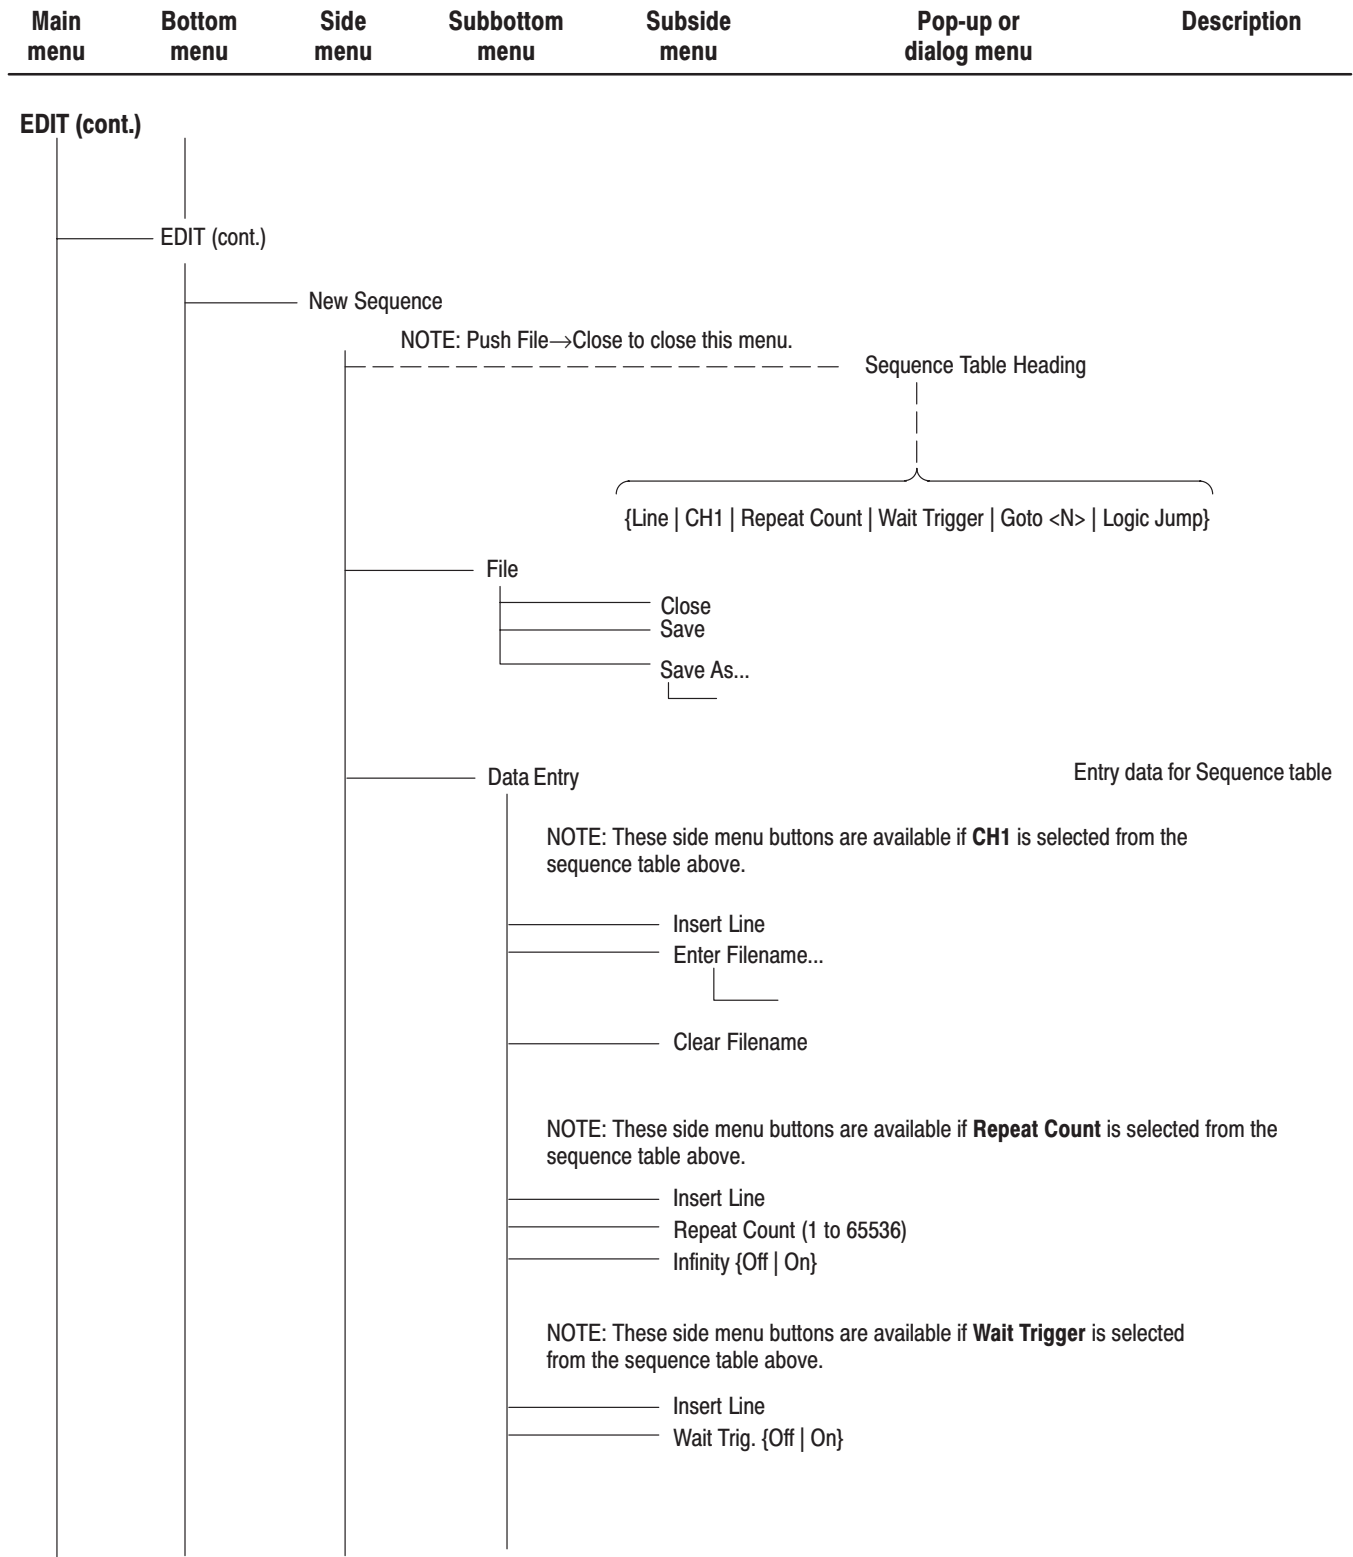 Main menu
Bottom menu
Side menu
Subbottom menu
Subside menu
Pop-up or dialog menu
Description
EDIT (cont.)
EDIT (cont.)
New Sequence
NOTE: Push File→Close to close this menu.
Sequence Table Heading
{Line | CH1 | Repeat Count | Wait Trigger | Goto <N> | Logic Jump}
File
Close
Save
Save As...
Data Entry
Entry data for Sequence table
NOTE: These side menu buttons are available if CH1 is selected from the
sequence table above.
Insert Line
Enter Filename...
Clear Filename
NOTE: These side menu buttons are available if Repeat Count is selected from the
sequence table above.
Insert Line
Repeat Count (1 to 65536)
Infinity {Off | On}
NOTE: These side menu buttons are available if Wait Trigger is selected
from the sequence table above.
Insert Line
Wait Trig. {Off | On}